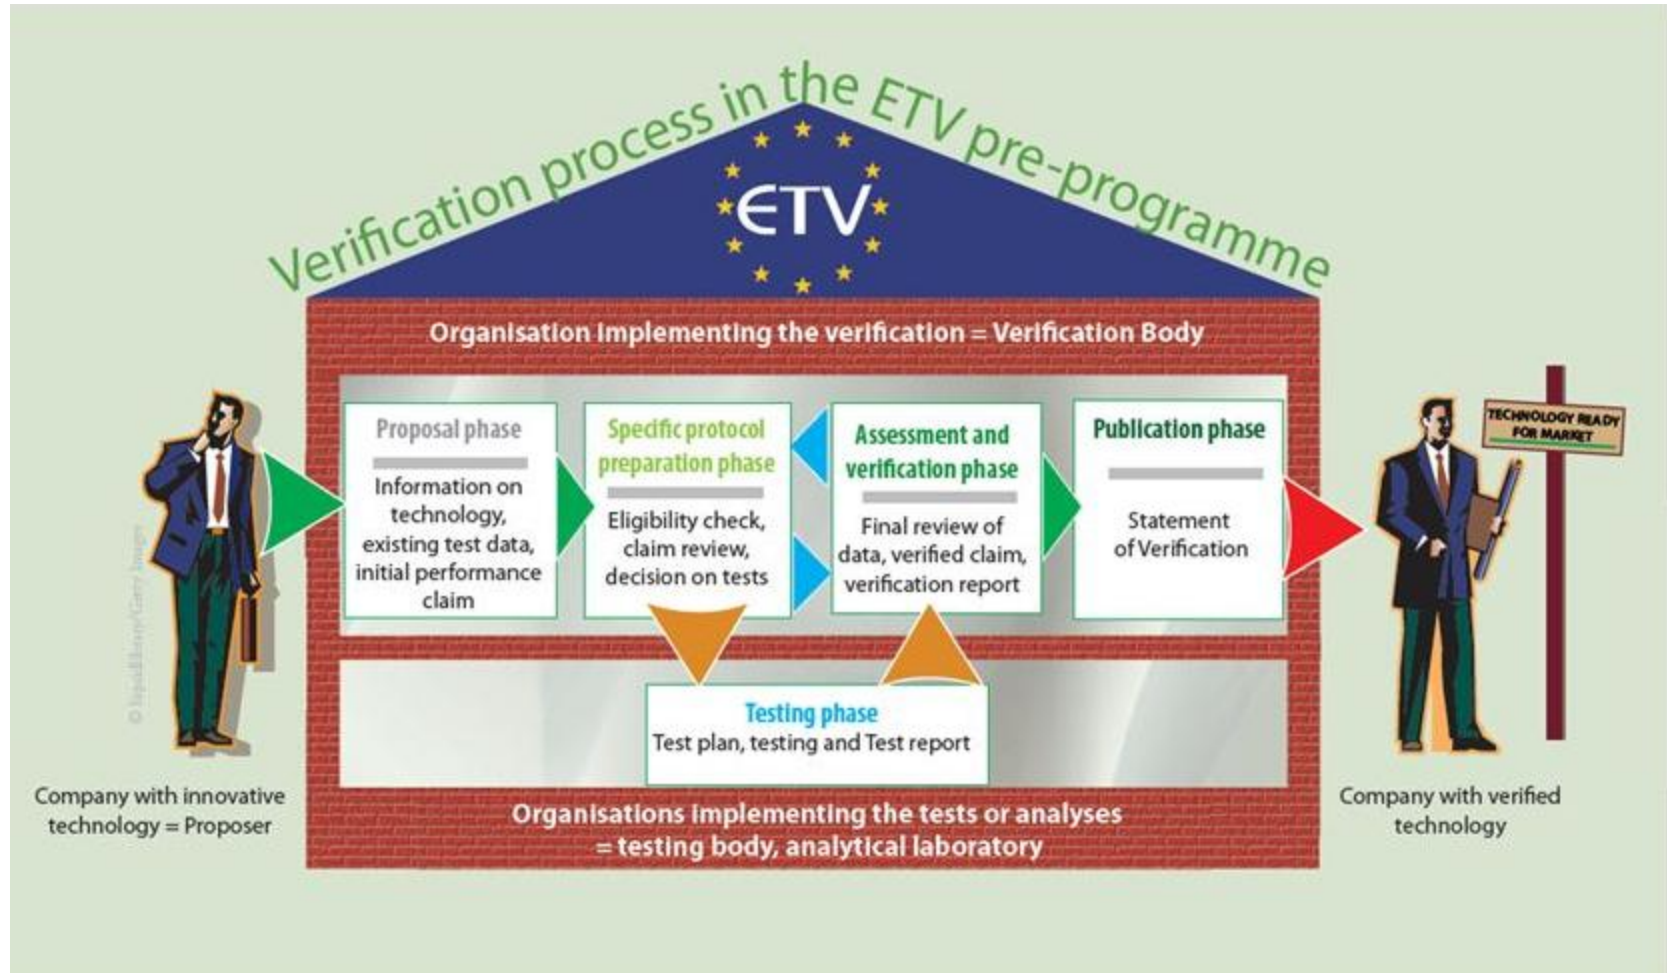 Verification process in the ETV pre-programme
ETV
Organisation implementing the verification = Verification Body
Proposal phase
Information on
technology,
existing test data,
initial performance
claim
Specific protocol
preparation phase
Eligibility check,
claim review,
decision on tests
Assessment and
verification phase
Final review of
data, verified claim,
verification report
Publication phase
Statement
of Verification
TECHNOLOGY READY
FOR MARKET
Testing phase
Test plan, testing and Test report
Organisations implementing the tests or analyses
= testing body, analytical laboratory
Company with innovative
technology = Proposer
Company with verified
technology